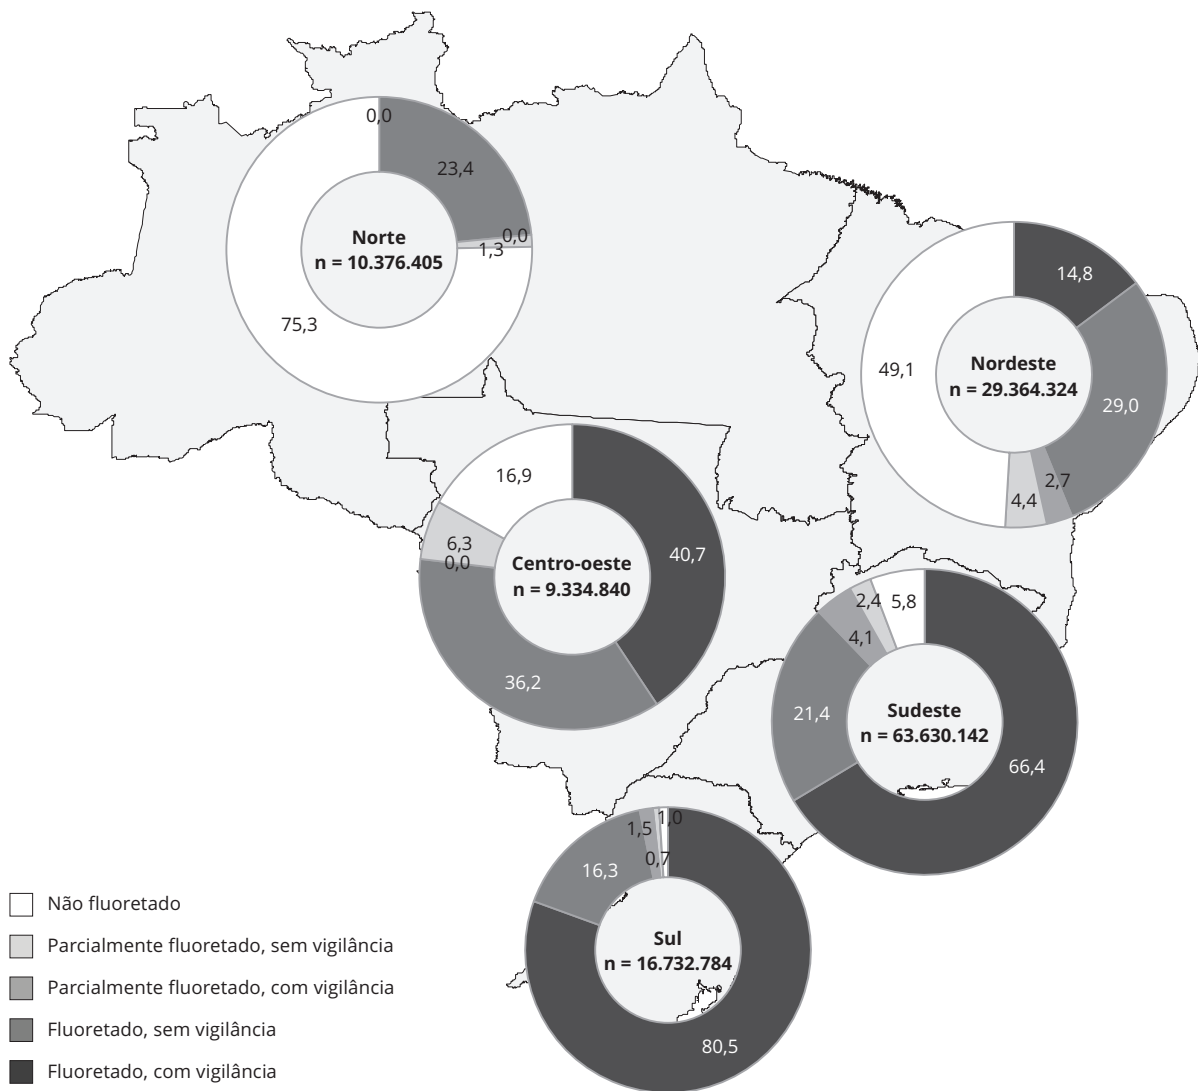 0,0
23,4
0,0
1,3
Norte
n = 10.376.405
75,3
14,8
Nordeste
n = 29.364.324
49,1
29,0
2,7
4,4
16,9
6,3
0,0
Centro-oeste
n = 9.334.840
40,7
36,2
2,4
5,8
4,1
21,4
Sudeste
n = 63.630.142
66,4
1,5
1,0
0,7
16,3
Sul
n = 16.732.784
80,5
Não fluoretado
Parcialmente fluoretado, sem vigilância
Parcialmente fluoretado, com vigilância
Fluoretado, sem vigilância
Fluoretado, com vigilância